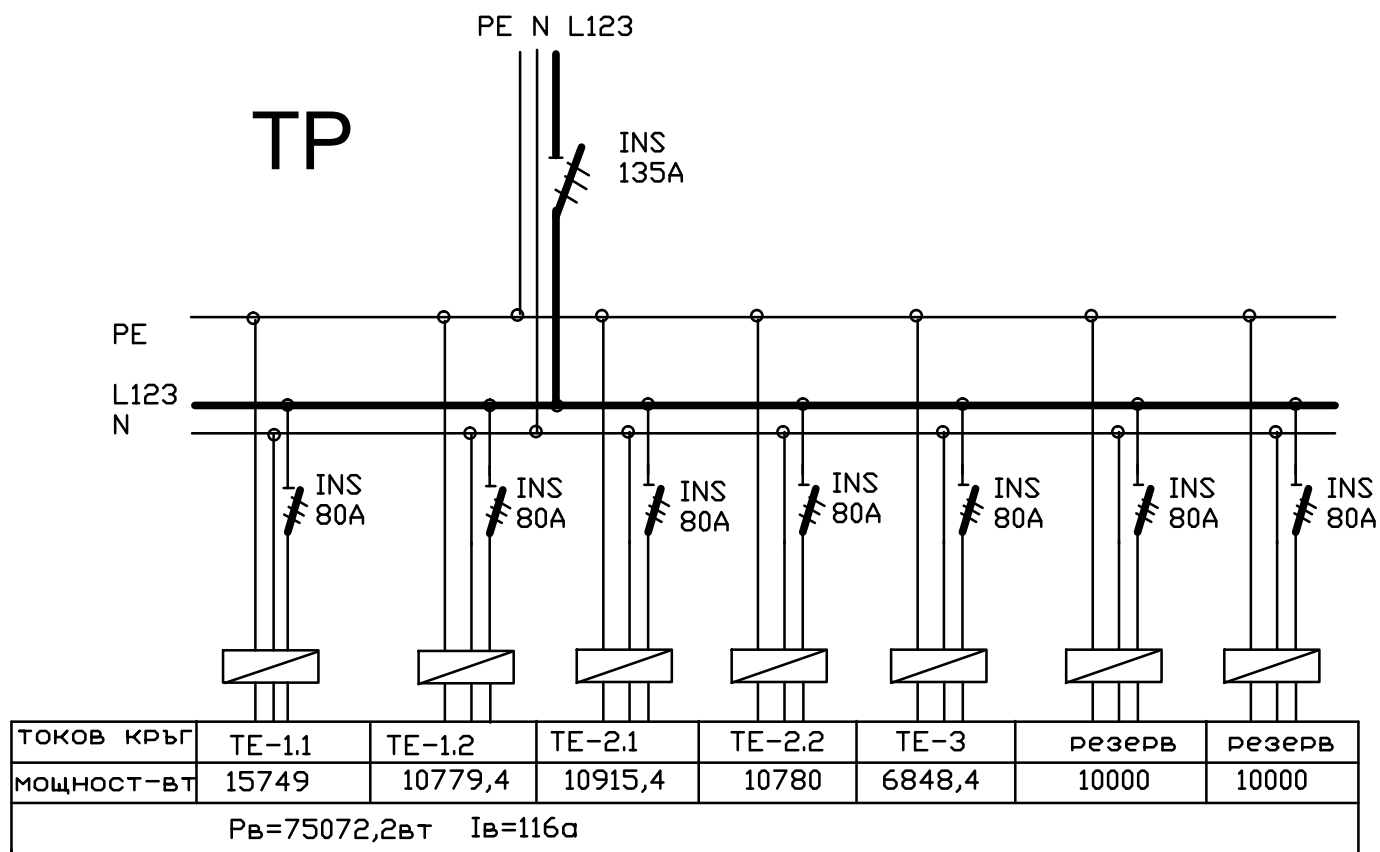 PE N L123
TP
INS
135A
PE
L123
N
INS
80A
INS
80A
INS
80A
INS
80A
INS
80A
INS
80A
INS
80A
ТОКОВ КРЪГ TE-1.1 TE-1.2 TE-2.1 TE-2.2 TE-3 резерв резерв
МОЩНОСТ-ВТ 15749 10779,4 10915,4 10780 6848,4 10000 10000
Рв=75072,2вт Iв=116а